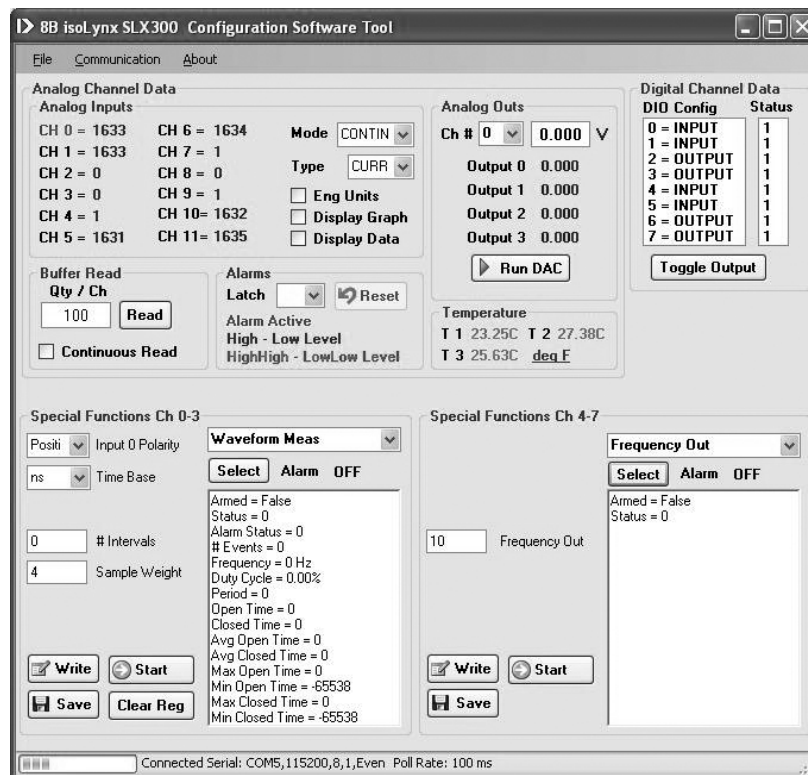 8B isoLynx SLX300 Configuration Software Tool
File Communication About
Analog Channel Data
Analog Inputs
CH 0 = 1633 CH 6 = 1634
CH 1 = 1633 CH 7 = 1
CH 2 = 0 CH 8 = 0
CH 3 = 0 CH 9 = 1
CH 4 = 1 CH 10= 1632
CH 5 = 1631 CH 11= 1635
Mode CONTIN
Type CURR
Eng Units
Display Graph
Display Data
Analog Outs
Ch # 0 0.000 V
Output 0 0.000
Output 1 0.000
Output 2 0.000
Output 3 0.000
Run DAC
Digital Channel Data
DIO Config Status
0 = INPUT 1
1 = INPUT 1
2 = OUTPUT 1
3 = OUTPUT 1
4 = INPUT 1
5 = INPUT 1
6 = OUTPUT 1
7 = OUTPUT 1
Toggle Output
Buffer Read
Qty / Ch
100 Read
Continuous Read
Alarms
Latch Reset
Alarm Active
High - Low Level
HighHigh - LowLow Level
Temperature
T 1 23.25C T 2 27.38C
T 3 25.63C deg F
Special Functions Ch 0-3
Positi Input 0 Polarity
ns Time Base
0 # Intervals
4 Sample Weight
Write Start
Save Clear Reg
Waveform Meas
Select Alarm OFF
Armed = False
Status = 0
Alarm Status = 0
# Events = 0
Frequency = 0 Hz
Duty Cycle = 0.00%
Period = 0
Open Time = 0
Closed Time = 0
Avg Open Time = 0
Avg Closed Time = 0
Max Open Time = 0
Min Open Time = -65538
Max Closed Time = 0
Min Closed Time = -65538
Special Functions Ch 4-7
10 Frequency Out
Write Start
Save
Frequency Out
Select Alarm OFF
Armed = False
Status = 0
Connected Serial: COM5,115200,8,1,Even Poll Rate: 100 ms